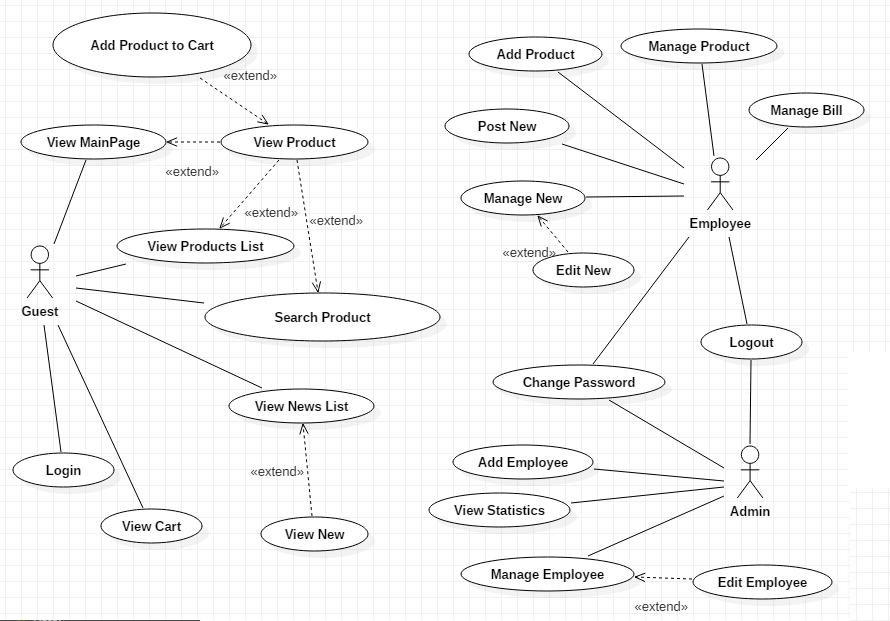 Add Product to Cart
«extend»
View MainPage
View Product
«extend»
«extend»
«extend»
View Products List
Guest
Search Product
View News List
«extend»
Login
View Cart
View New
Add Product
Manage Product
Manage Bill
Post New
Manage New
Employee
«extend»
Edit New
Logout
Change Password
Add Employee
View Statistics
Admin
Manage Employee
Edit Employee
«extend»